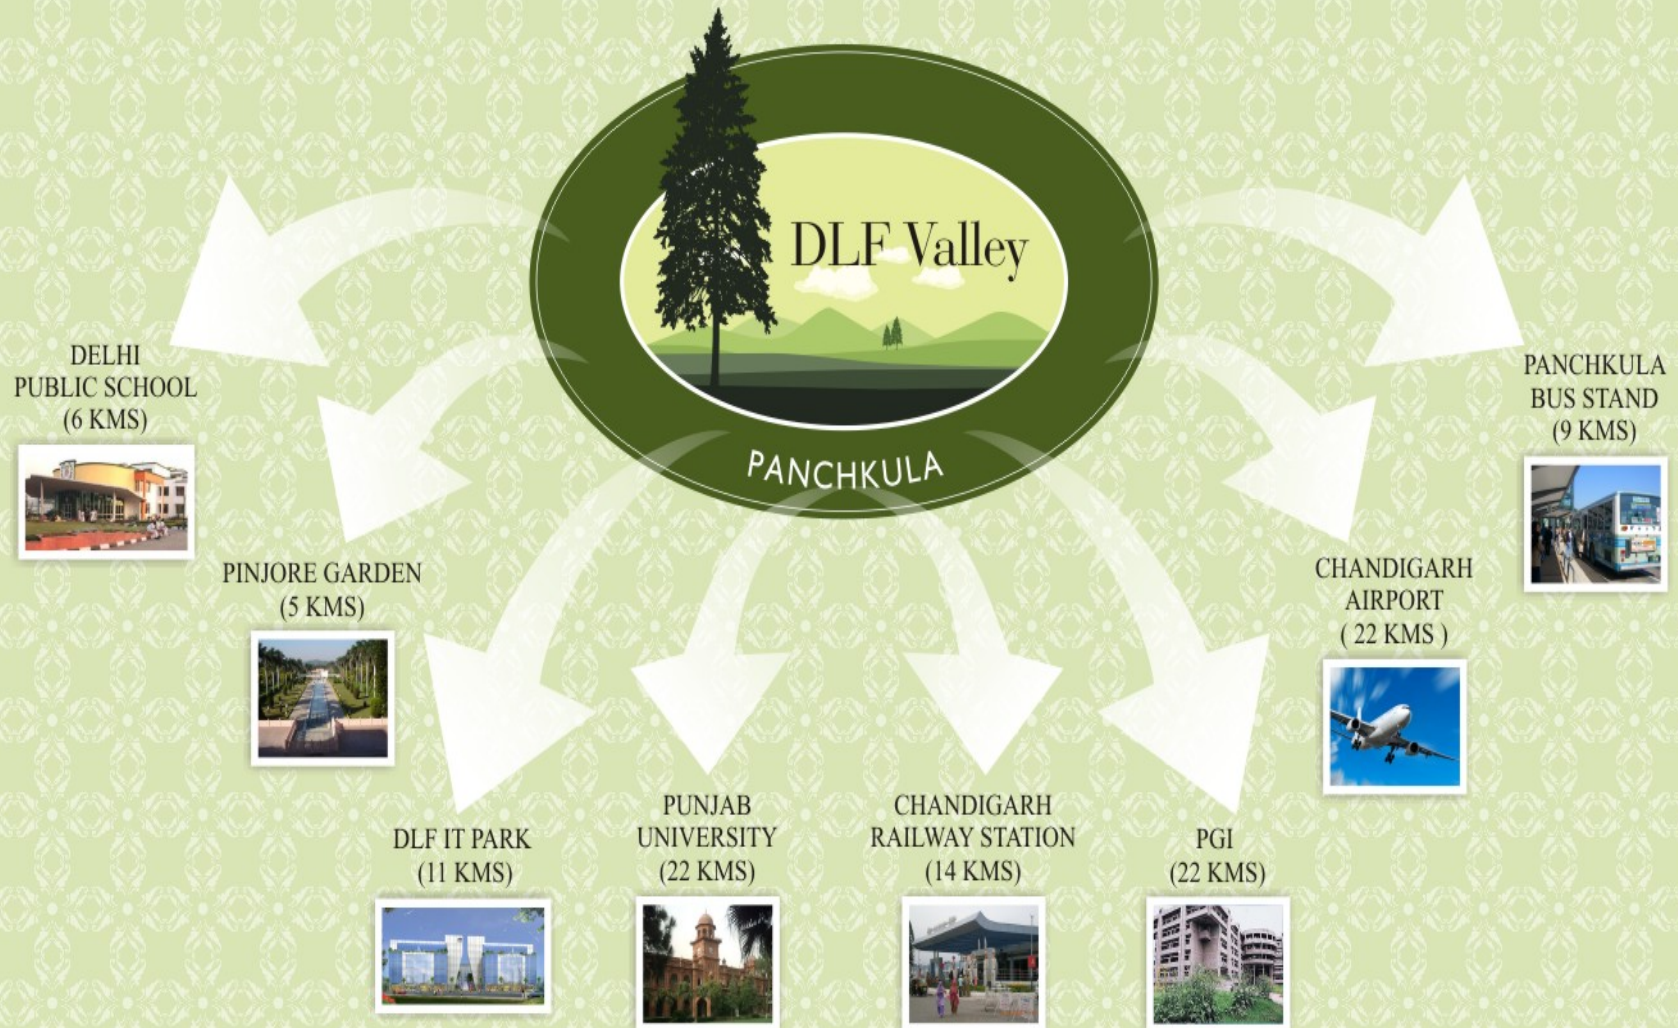 DLF Valley
PANCHKULA
DELHI
PUBLIC SCHOOL
(6 KMS)
PINJORE GARDEN
(5 KMS)
DLF IT PARK
(11 KMS)
PUNJAB
UNIVERSITY
(22 KMS)
CHANDIGARH
RAILWAY STATION
(14 KMS)
PGI
(22 KMS)
CHANDIGARH
AIRPORT
( 22 KMS )
PANCHKULA
BUS STAND
(9 KMS)